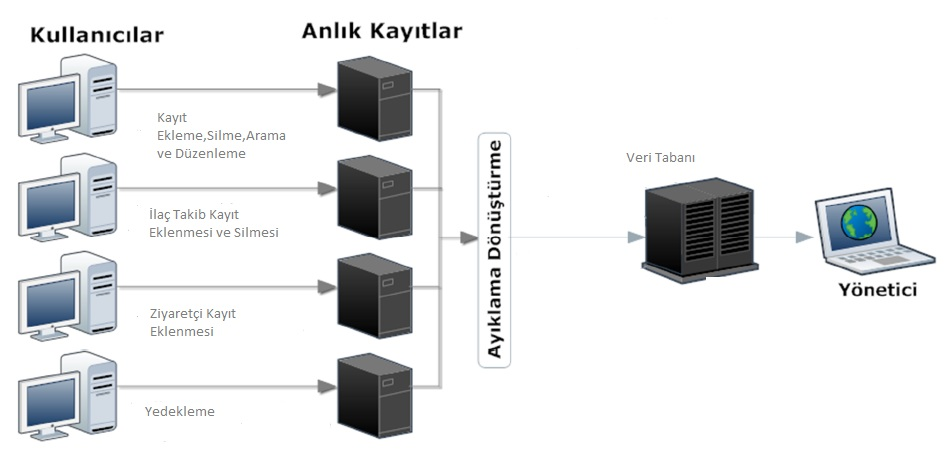 Kullanıcılar
Anlık Kayıtlar
Kayıt
Ekleme,Silme,Arama
ve Düzenleme
İlaç Takib Kayıt
Eklenmesi ve Silmesi
Ziyaretçi Kayıt
Eklenmesi
Yedekleme
Ayıklama Dönüştürme
Veri Tabanı
Yönetici